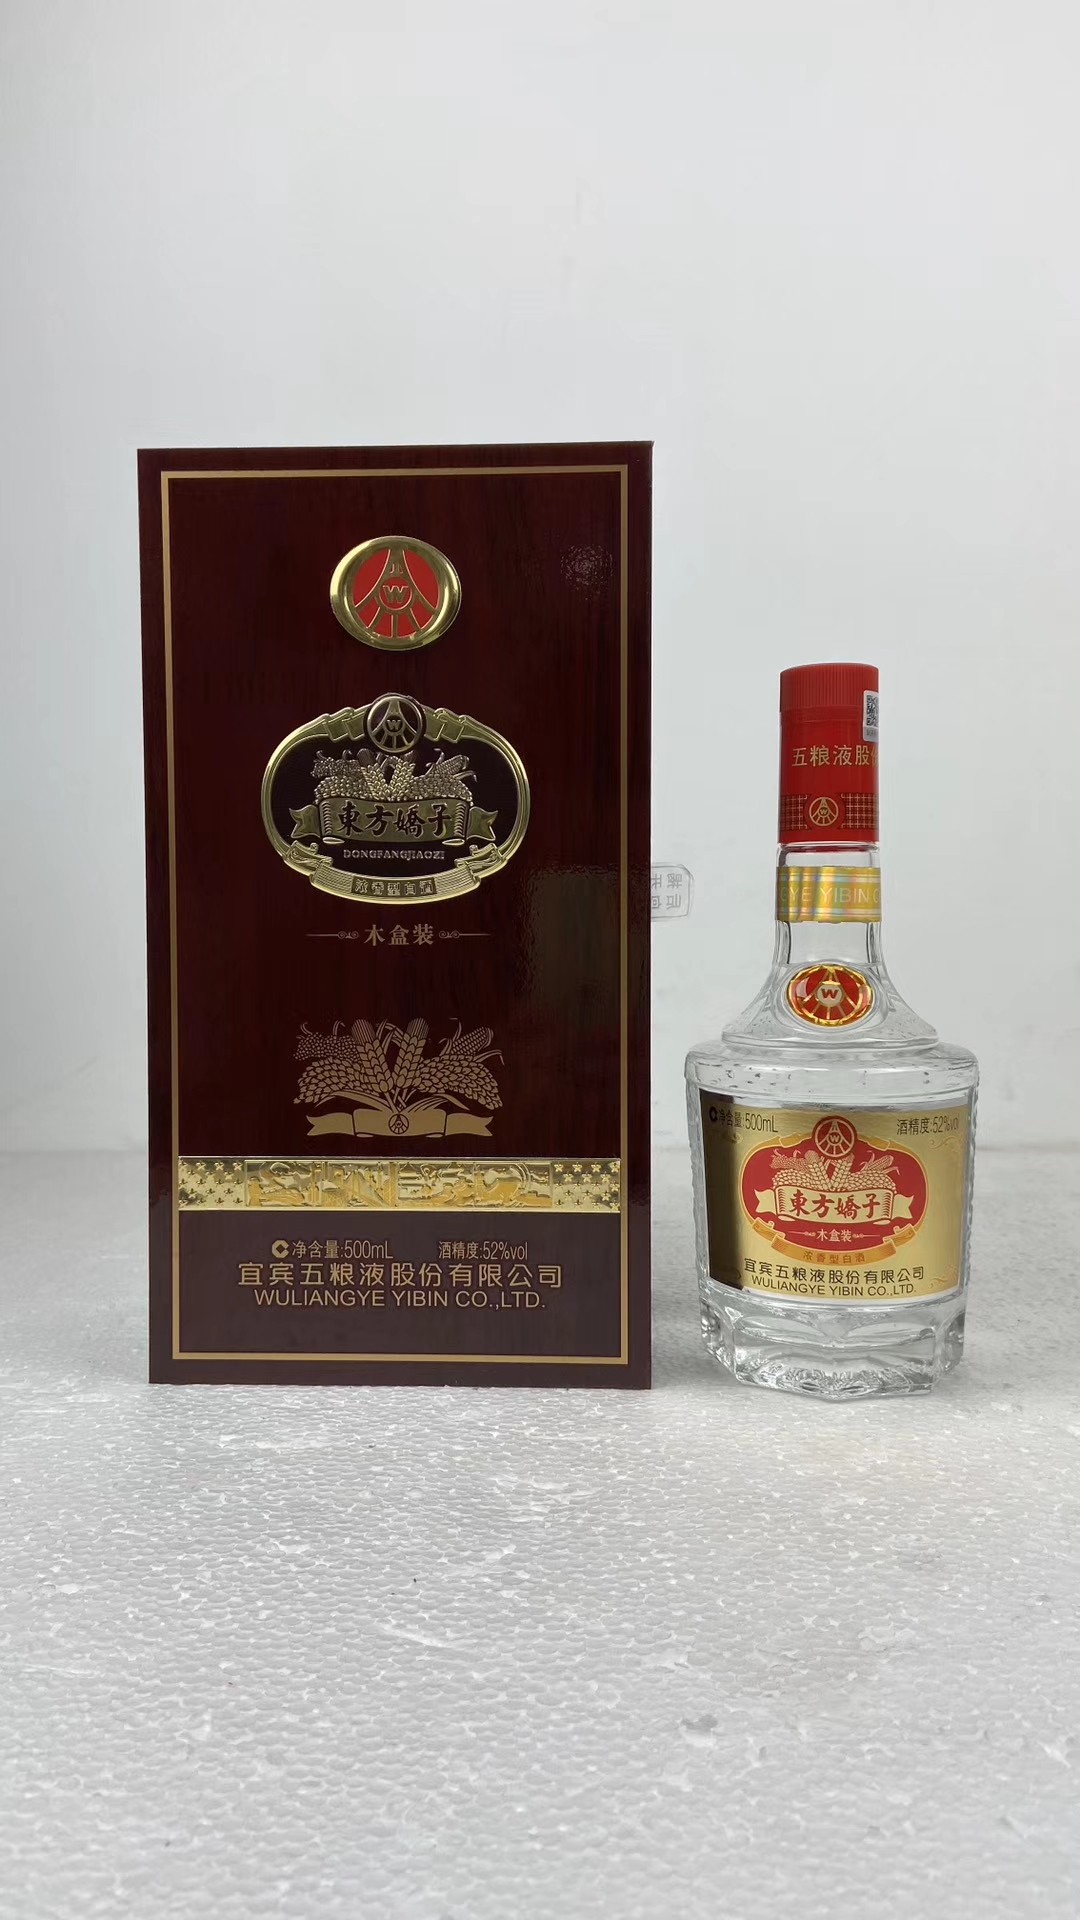 W
W
東方嬌子
DONGFANGJIAOZI
浓香型白酒
木盒装
净含量:500mL 酒精度:52%vol
宜宾五粮液股份有限公司
WULIANGYE YIBIN CO.,LTD.
五粮液股份
YE YIBIN C
W
净含量:500mL 酒精度:52%vol
東方嬌子
木盒装
浓香型白酒
宜宾五粮液股份有限公司
WULIANGYE YIBIN CO.,LTD.